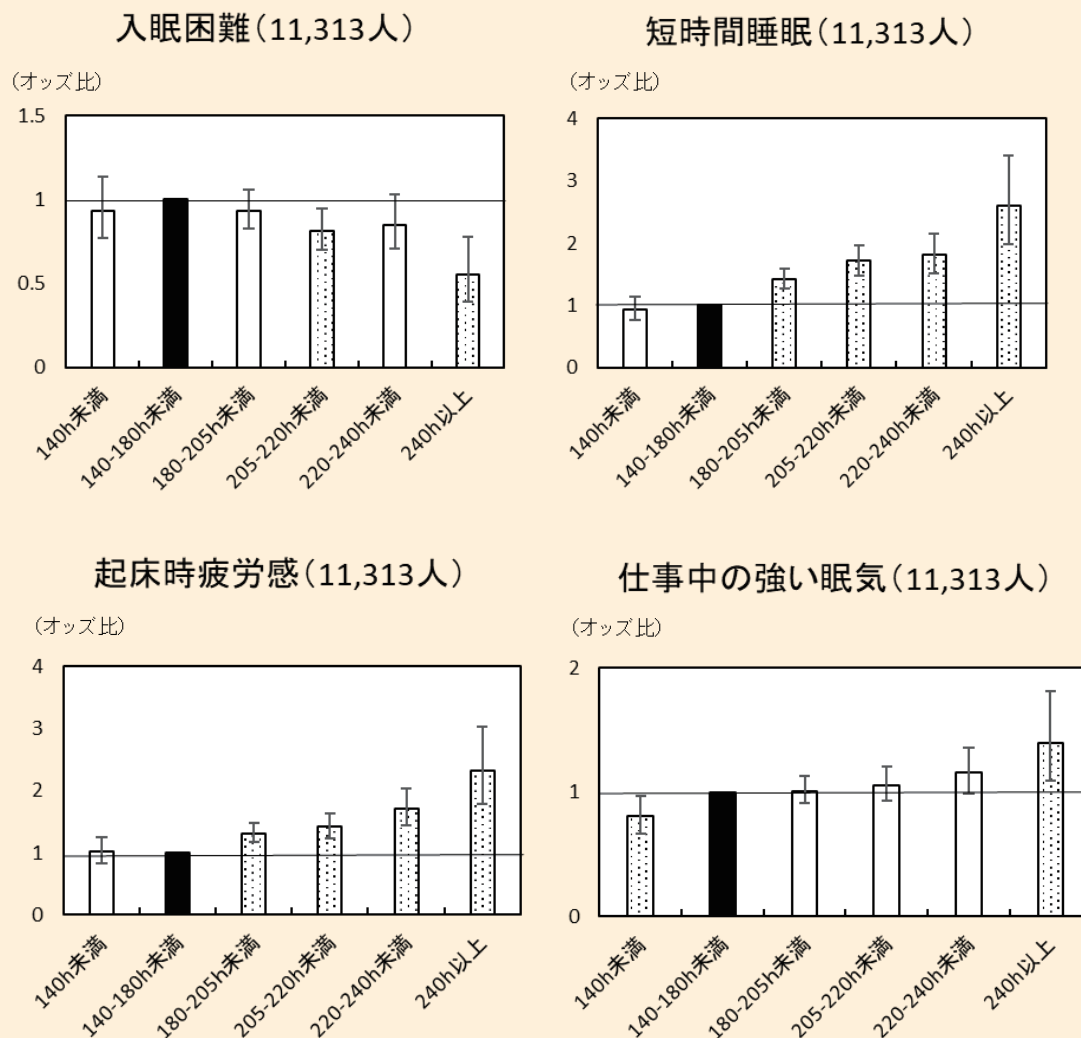 入眠困難（11,313人）
（オッズ比）
1.5
1
0.5
0
140h未満
140-180h未満
180-205h未満
205-220h未満
220-240h未満
240h以上
短時間睡眠（11,313人）
（オッズ比）
4
3
2
1
0
140h未満
140-180h未満
180-205h未満
205-220h未満
220-240h未満
240h以上
起床時疲労感（11,313人）
（オッズ比）
4
3
2
1
0
140h未満
140-180h未満
180-205h未満
205-220h未満
220-240h未満
240h以上
仕事中の強い眠気（11,313人）
（オッズ比）
2
1
0
140h未満
140-180h未満
180-205h未満
205-220h未満
220-240h未満
240h以上